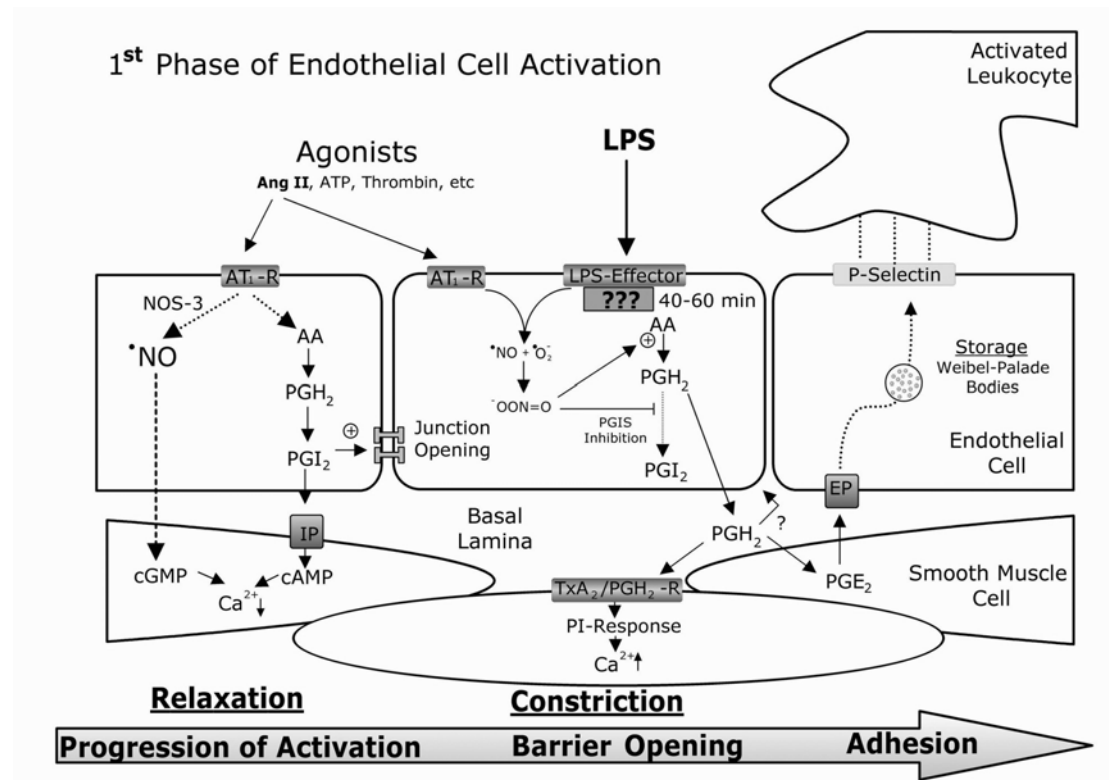 1st Phase of Endothelial Cell Activation
Activated
Leukocyte
Agonists
Ang II, ATP, Thrombin, etc
LPS
AT1-R
AT1-R
LPS-Effector
???
40-60 min
P-Selectin
NOS-3
•NO
AA
PGH2
PGI2
⊕
Junction
Opening
•NO + •O2-
-OON=O
⊕
AA
PGH2
PGIS
Inhibition
PGI2
Storage
Weibel-Palade
Bodies
Endothelial
Cell
EP
IP
Basal
Lamina
PGH2
?
PGE2
cGMP
cAMP
Ca2+
TxA2/PGH2-R
PI-Response
Ca2+
Smooth Muscle
Cell
Relaxation
Constriction
Progression of Activation
Barrier Opening
Adhesion